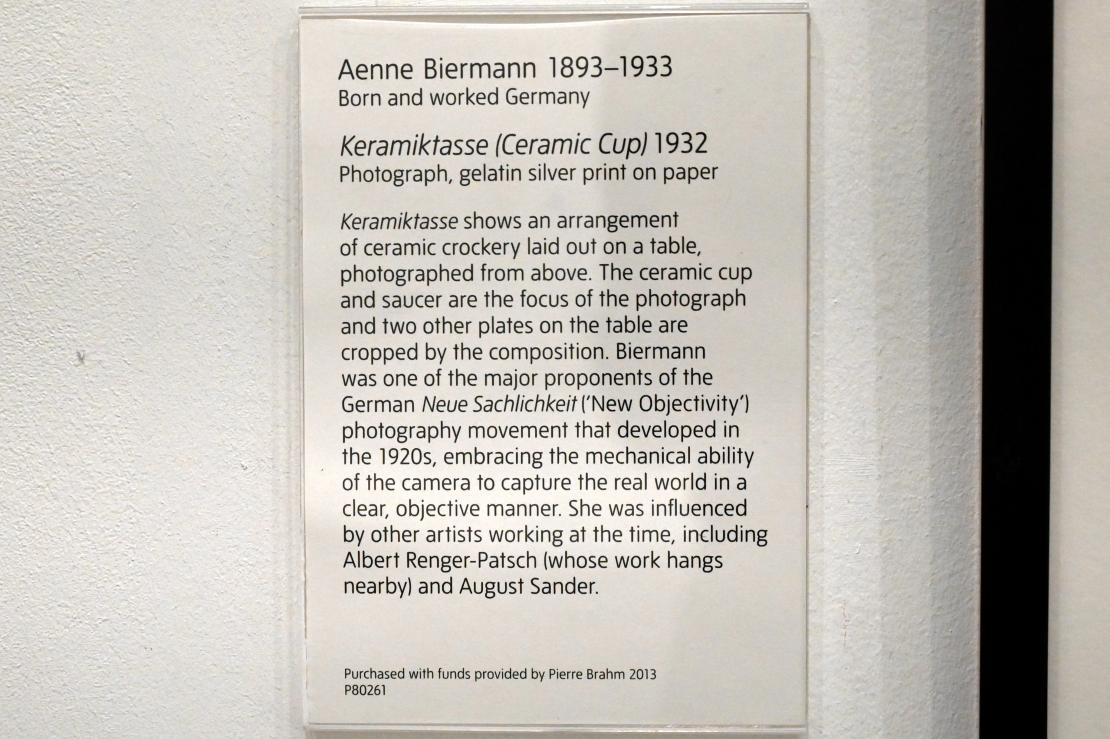 Aenne Biermann 1893–1933
Born and worked Germany
Keramiktasse (Ceramic Cup) 1932
Photograph, gelatin silver print on paper
Keramiktasse shows an arrangement
of ceramic crockery laid out on a table,
photographed from above. The ceramic cup
and saucer are the focus of the photograph
and two other plates on the table are
cropped by the composition. Biermann
was one of the major proponents of the
German Neue Sachlichkeit (‘New Objectivity’)
photography movement that developed in
the 1920s, embracing the mechanical ability
of the camera to capture the real world in a
clear, objective manner. She was influenced
by other artists working at the time, including
Albert Renger-Patsch (whose work hangs
nearby) and August Sander.
Purchased with funds provided by Pierre Brahm 2013
P80261